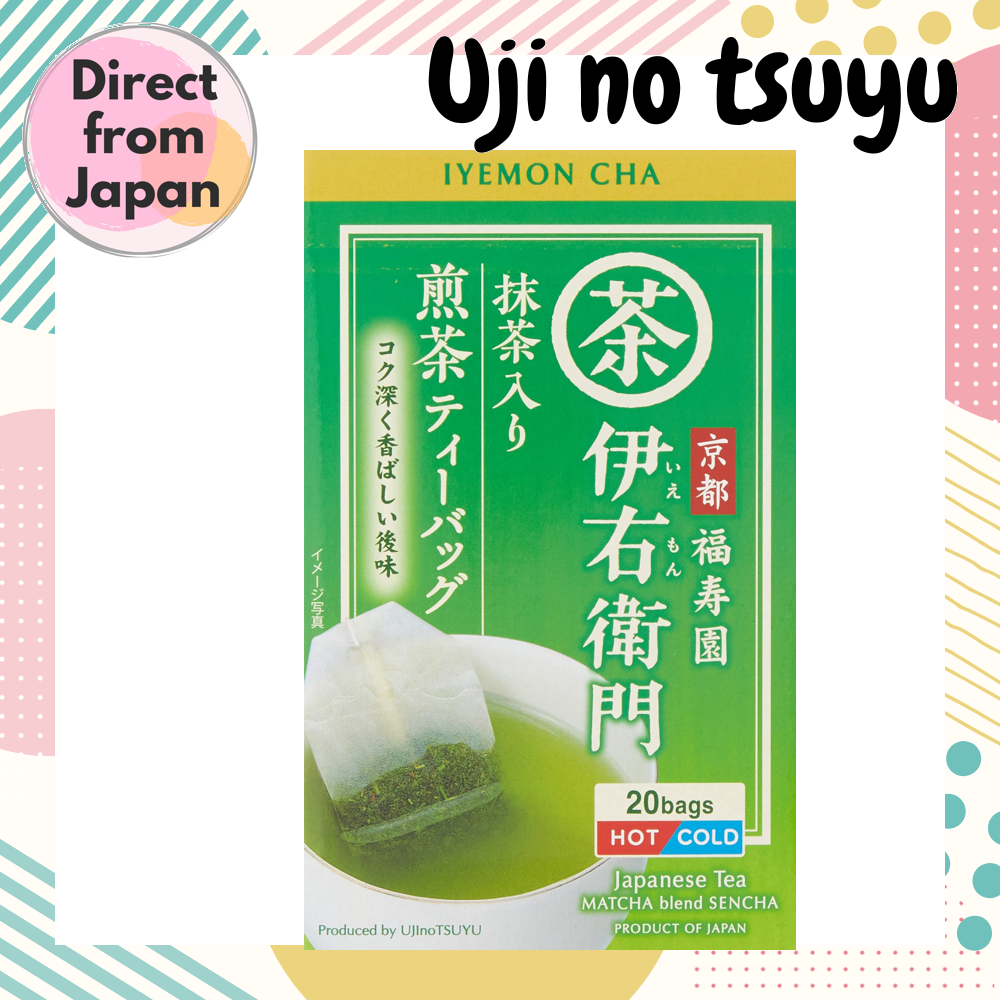 Direct
from
Japan
Uji no tsuyu
IYEMON CHA
茶
京都
福寿園
伊右衛門
いえ
もん
抹茶入り
煎茶ティーバッグ
コク深く香ばしい後味
イメージ写真
20bags
HOT
COLD
Japanese Tea
MATCHA blend SENCHA
PRODUCT OF JAPAN
Produced by UJInoTSUYU